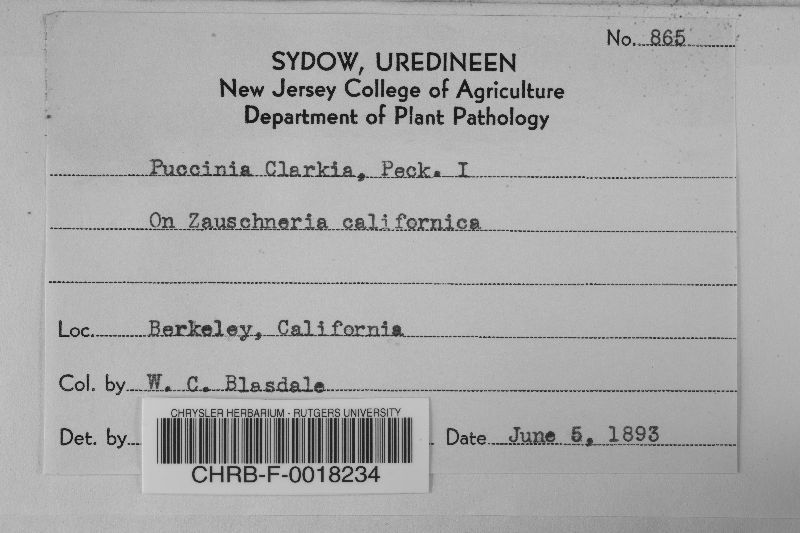 No. 865
SYDOW, UREDINEEN
New Jersey College of Agriculture
Department of Plant Pathology
Puccinia Clarkia, Peck. I
On Zauschneria californica
Loc. Berkeley, California
Col. by W. C. Blasdale
Det. by Date June 5, 1893
CHRYSLER HERBARIUM - RUTGERS UNIVERSITY
CHRB-F-0018234